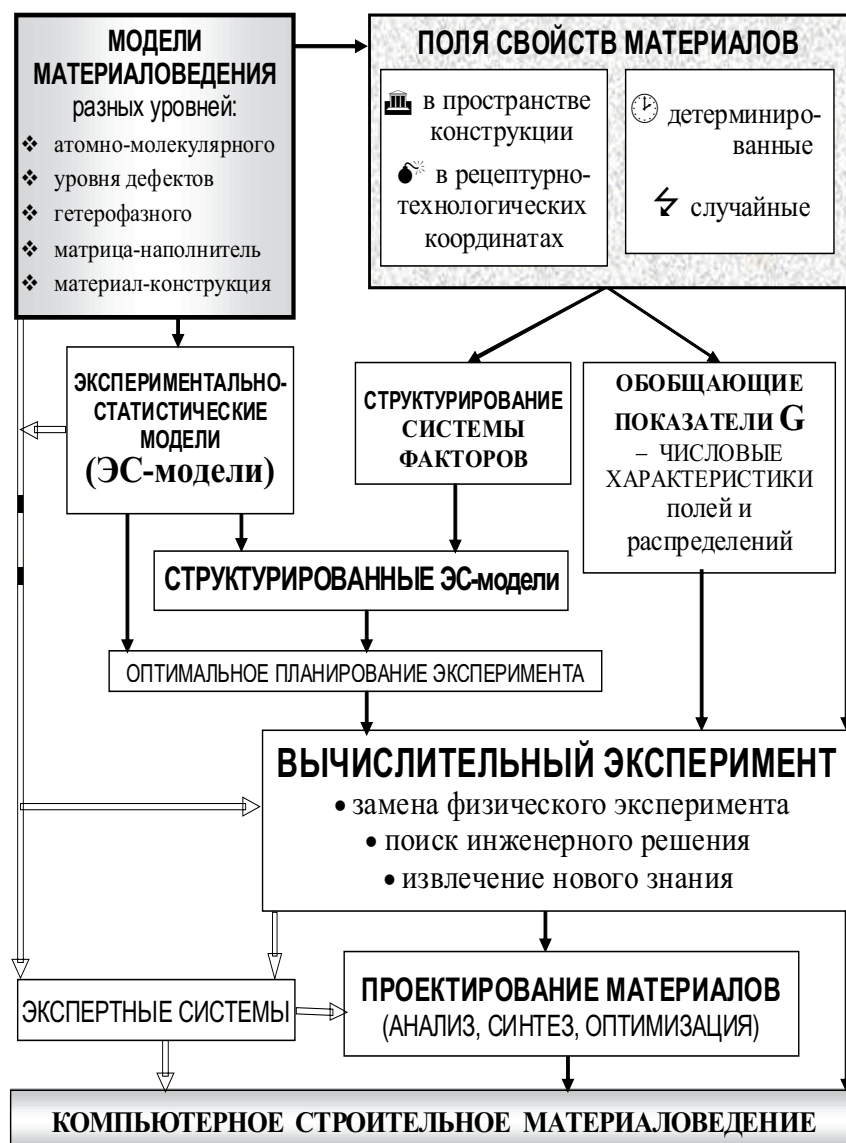 МОДЕЛИ
МАТЕРИАЛОВЕДЕНИЯ
разных уровней:
❖ атомно-молекулярного
❖ уровня дефектов
❖ гетерофазного
❖ матрица-наполнитель
❖ материал-конструкция
ПОЛЯ СВОЙСТВ МАТЕРИАЛОВ
в пространстве
конструкции
в рецептурно-
технологических
координатах
детерминиро-
ванные
случайные
ЭКСПЕРИМЕНТАЛЬНО-
СТАТИСТИЧЕСКИЕ
МОДЕЛИ
(ЭС-модели)
СТРУКТУРИРОВАНИЕ
СИСТЕМЫ
ФАКТОРОВ
ОБОБЩАЮЩИЕ
ПОКАЗАТЕЛИ G
– ЧИСЛОВЫЕ
ХАРАКТЕРИСТИКИ
полей и
распределений
СТРУКТУРИРОВАННЫЕ ЭС-модели
ОПТИМАЛЬНОЕ ПЛАНИРОВАНИЕ ЭКСПЕРИМЕНТА
ВЫЧИСЛИТЕЛЬНЫЙ ЭКСПЕРИМЕНТ
• замена физического эксперимента
• поиск инженерного решения
• извлечение нового знания
ЭКСПЕРТНЫЕ СИСТЕМЫ
ПРОЕКТИРОВАНИЕ МАТЕРИАЛОВ
(АНАЛИЗ, СИНТЕЗ, ОПТИМИЗАЦИЯ)
КОМПЬЮТЕРНОЕ СТРОИТЕЛЬНОЕ МАТЕРИАЛОВЕДЕНИЕ